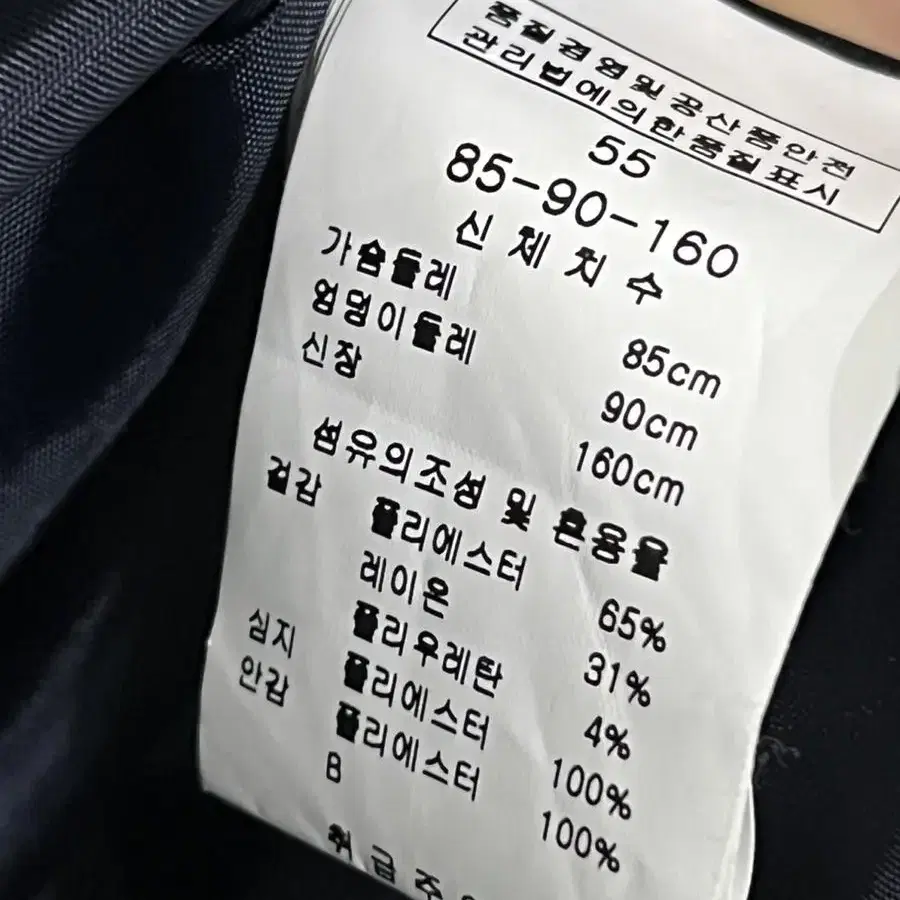 품질경영및공산품안전
관리법에의한품질표시
55
85-90-160
신체치수
가슴둘레 85cm
엉덩이둘레 90cm
신장 160cm
섬유의조성 및 혼용율
겉감 폴리에스터 65%
레이온 31%
폴리우레탄 4%
심지 폴리에스터 100%
안감 폴리에스터 100%
B
취급주